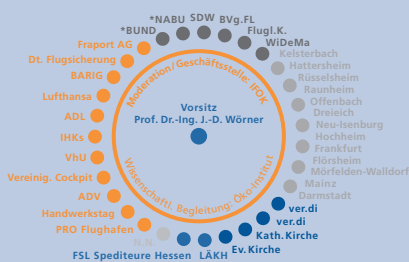 *NABU
SDW
BVg.FL
*BUND
Flugl.K.
WiDeMa
Fraport AG
Dt. Flugsicherung
BARIG
Lufthansa
ADL
IHKs
VhU
Vereinig. Cockpit
ADV
Handwerkstag
PRO Flughafen
N.N.
FSL Spediteure Hessen
LÄKH
Ev. Kirche
Kath. Kirche
ver.di
ver.di
Kelsterbach
Hattersheim
Rüsselsheim
Raunheim
Offenbach
Dreieich
Neu-Isenburg
Hochheim
Frankfurt
Flörsheim
Mörfelden-Walldorf
Mainz
Darmstadt
Moderation/Geschäftsstelle: IFOK
Vorsitz
Prof. Dr.-Ing. J.-D. Wörner
Wissenschaftl. Begleitung: Öko-Institut